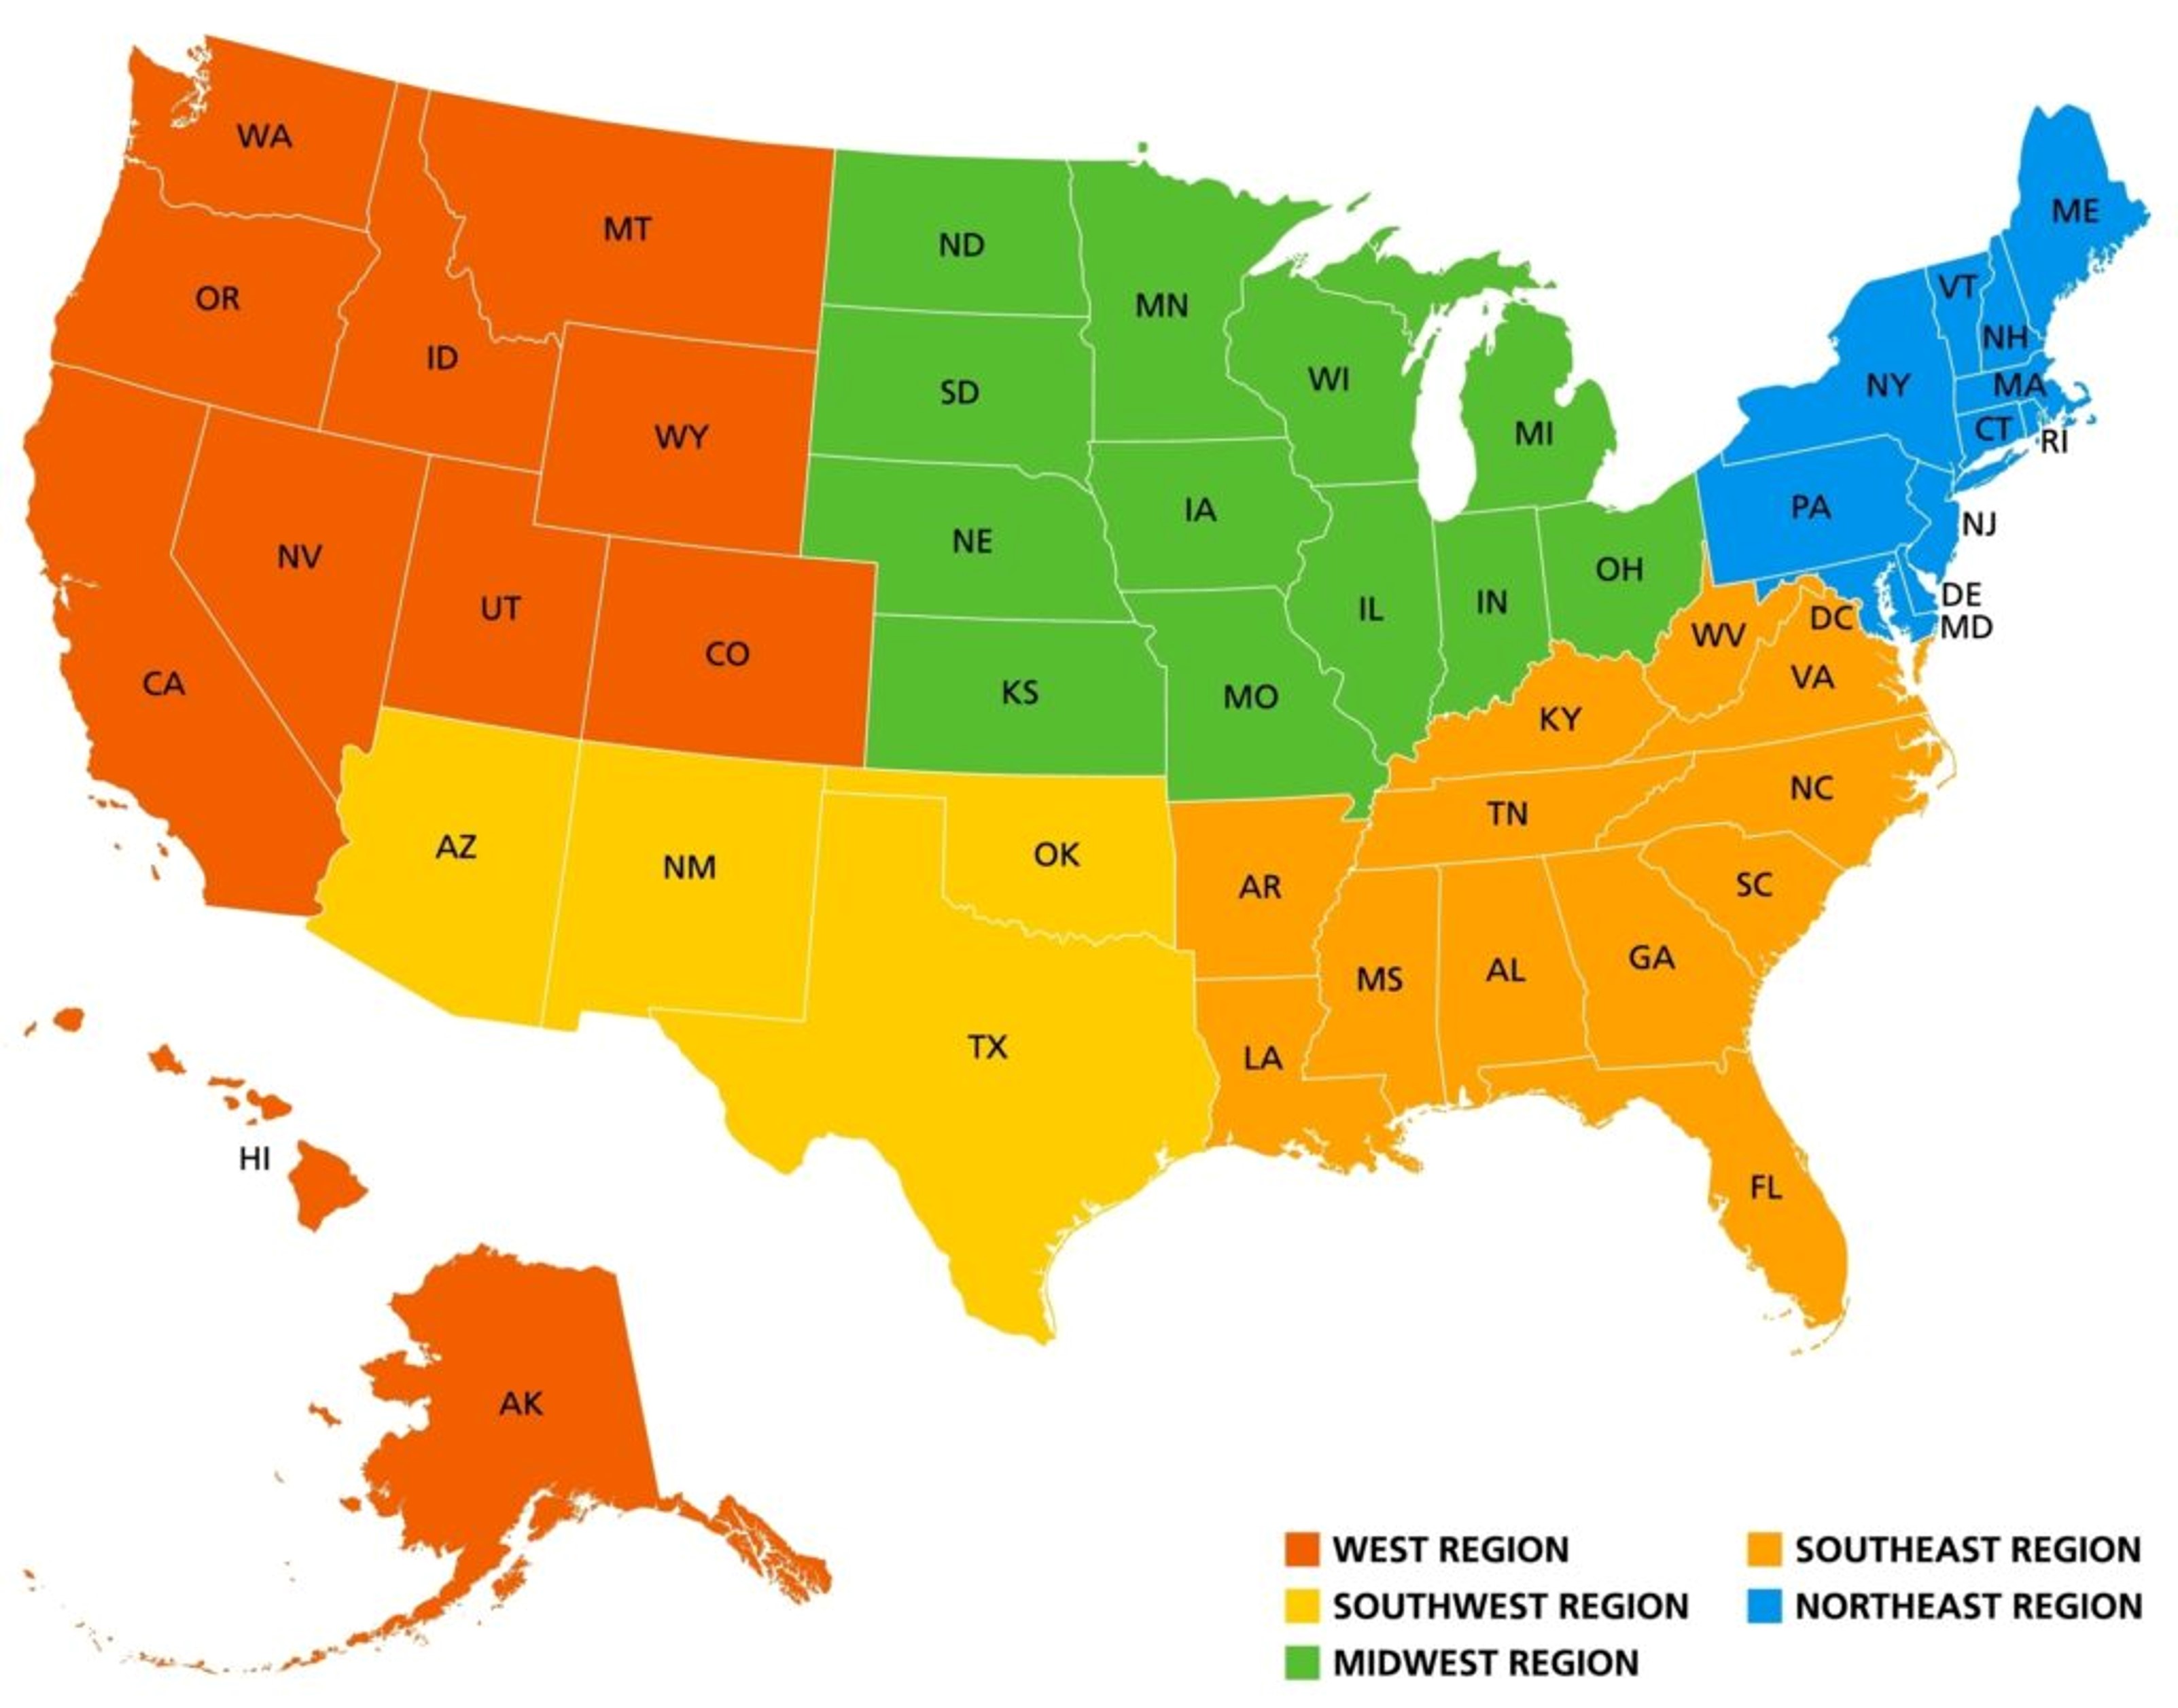 WA
MT
ME
ND
VT
OR
MN
NH
ID
WI
SD
NY
MA
WY
MI
CT
RI
IA
PA
NJ
NE
NV
OH
UT
IL
IN
DE
DC
MD
WV
CO
CA
KS
MO
VA
KY
NC
TN
AZ
NM
OK
AR
SC
MS
AL
GA
TX
LA
HI
FL
AK
WEST REGION
SOUTHWEST REGION
MIDWEST REGION
SOUTHEAST REGION
NORTHEAST REGION